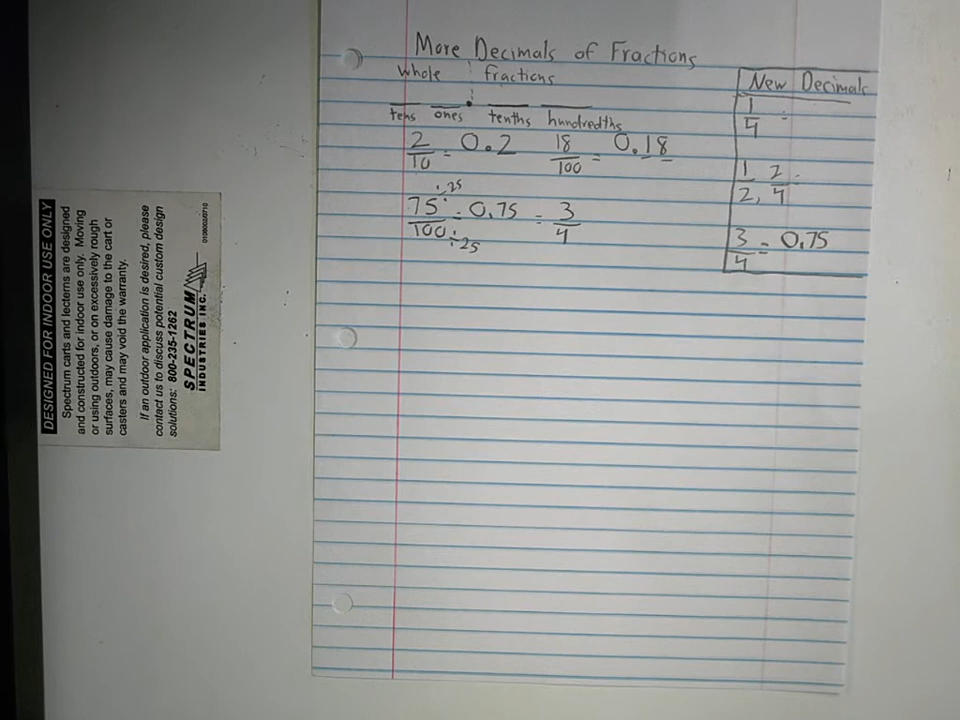 More Decimals of Fractions
whole fractions
tens ones . tenths hundredths
2/10 = 0.2 18/100 = 0.18
75/100 ÷25/÷25 = 0.75 = 3/4
New Decimals
1/4 =
1/2, 2/4 =
3/4 = 0.75
DESIGNED FOR INDOOR USE ONLY
Spectrum carts and lecterns are designed
and constructed for indoor use only. Moving
or using outdoors, or on excessively rough
surfaces, may cause damage to the cart or
casters and may void the warranty.
If an outdoor application is desired, please
contact us to discuss potential custom design
solutions: 800-235-1262
SPECTRUM
INDUSTRIES INC.